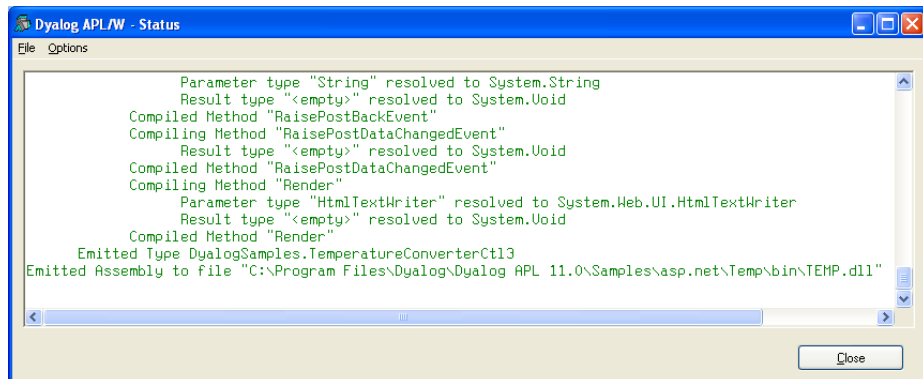 Dyalog APL/W - Status
File Options
Parameter type "String" resolved to System.String
Result type "<empty>" resolved to System.Void
Compiled Method "RaisePostBackEvent"
Compiling Method "RaisePostDataChangedEvent"
Result type "<empty>" resolved to System.Void
Compiled Method "RaisePostDataChangedEvent"
Compiling Method "Render"
Parameter type "HtmlTextWriter" resolved to System.Web.UI.HtmlTextWriter
Result type "<empty>" resolved to System.Void
Compiled Method "Render"
Emitted Type DyalogSamples.TemperatureConverterCtl3
Emitted Assembly to file "C:\Program Files\Dyalog\Dyalog APL 11.0\Samples\asp.net\Temp\bin\TEMP.dll"
Close